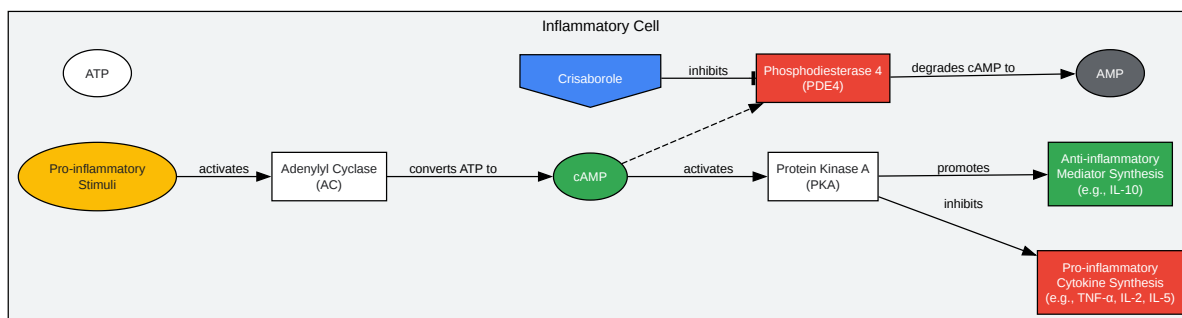 Inflammatory Cell
ATP
Crisaborole
inhibits
Phosphodiesterase 4
(PDE4)
degrades cAMP to
AMP
Pro-inflammatory
Stimuli
activates
Adenylyl Cyclase
(AC)
converts ATP to
cAMP
activates
Protein Kinase A
(PKA)
promotes
Anti-inflammatory
Mediator Synthesis
(e.g., IL-10)
inhibits
Pro-inflammatory
Cytokine Synthesis
(e.g., TNF-α, IL-2, IL-5)